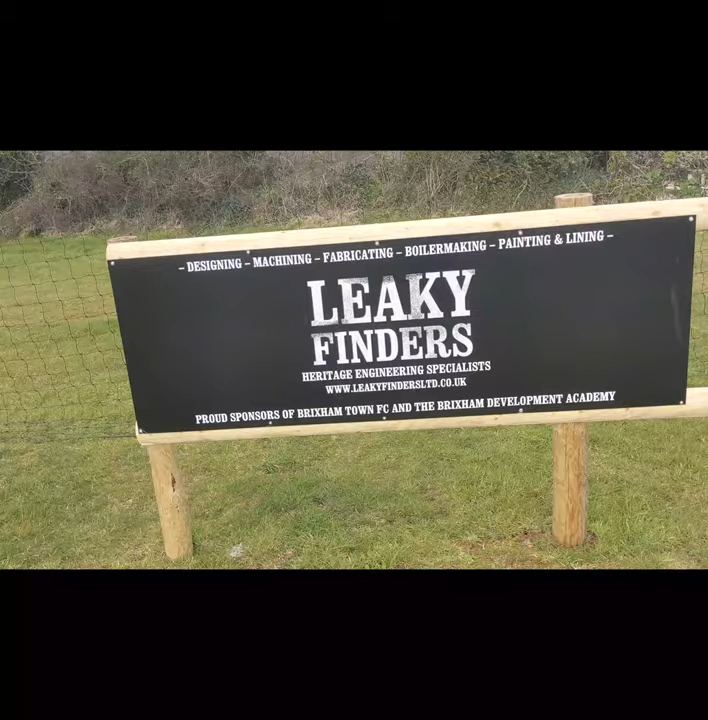 – DESIGNING – MACHINING – FABRICATING – BOILERMAKING – PAINTING & LINING –
LEAKY
FINDERS
HERITAGE ENGINEERING SPECIALISTS
WWW.LEAKYFINDERSLTD.CO.UK
PROUD SPONSORS OF BRIXHAM TOWN FC AND THE BRIXHAM DEVELOPMENT ACADEMY